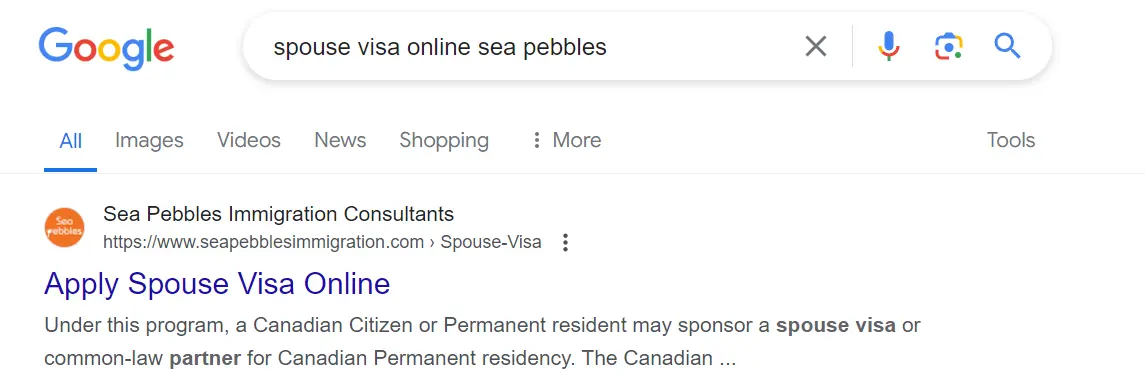 Google
spouse visa online sea pebbles
All Images Videos News Shopping More Tools
Sea pebbles
Sea Pebbles Immigration Consultants
https://www.seapebblesimmigration.com › Spouse-Visa
Apply Spouse Visa Online
Under this program, a Canadian Citizen or Permanent resident may sponsor a spouse visa or
common-law partner for Canadian Permanent residency. The Canadian ...